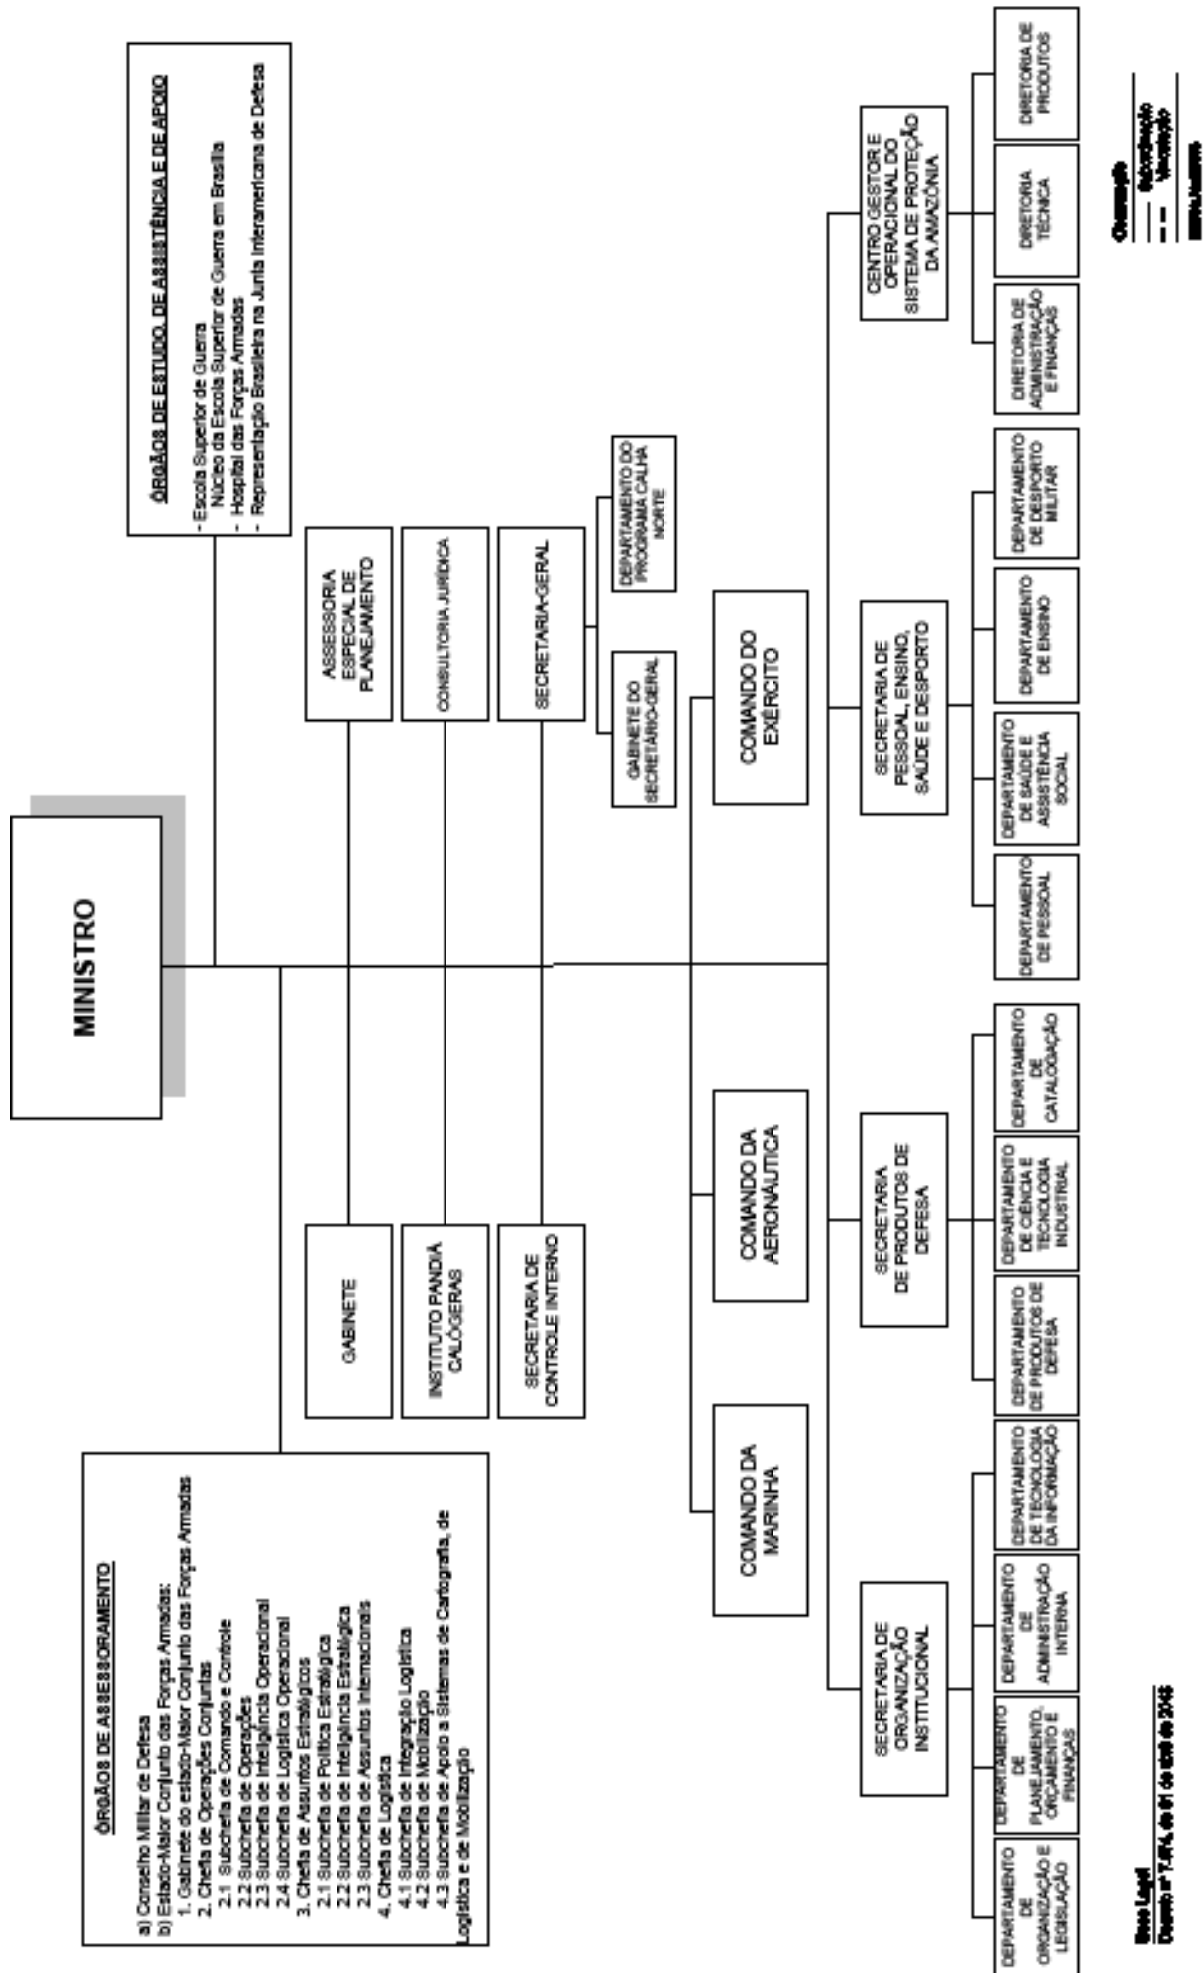 MINISTRO
ÓRGÃOS DE ASSESSORAMENTO
a) Conselho Militar de Defesa
b) Estado-Maior Conjunto das Forças Armadas:
1. Gabinete do estado-Maior Conjunto das Forças Armadas
2. Chefia de Operações Conjuntas
2.1 Subchefia de Comando e Controle
2.2 Subchefia de Operações
2.3 Subchefia de Inteligência Operacional
2.4 Subchefia de Logística Operacional
3. Chefia de Assuntos Estratégicos
2.1 Subchefia de Política Estratégica
2.2 Subchefia de Inteligência Estratégica
2.3 Subchefia de Assuntos Internacionais
4. Chefia de Logística
4.1 Subchefia de Integração Logística
4.2 Subchefia de Mobilização
4.3 Subchefia de Apoio a Sistemas de Cartografia, de
Logística e de Mobilização
ÓRGÃOS DE ESTUDO, DE ASSISTÊNCIA E DE APOIO
- Escola Superior de Guerra
Núcleo da Escola Superior de Guerra em Brasília
- Hospital das Forças Armadas
- Representação Brasileira na Junta Interamericana de Defesa
GABINETE
ASSESSORIA
ESPECIAL DE
PLANEJAMENTO
INSTITUTO PANDIÁ
CALÓGERAS
CONSULTORIA JURÍDICA
SECRETARIA DE
CONTROLE INTERNO
SECRETARIA-GERAL
GABINETE DO
SECRETÁRIO-GERAL
DEPARTAMENTO DO
PROGRAMA CALHA
NORTE
COMANDO DA
MARINHA
COMANDO DA
AERONÁUTICA
COMANDO DO
EXÉRCITO
SECRETARIA DE
ORGANIZAÇÃO
INSTITUCIONAL
SECRETARIA
DE PRODUTOS DE
DEFESA
SECRETARIA DE
PESSOAL, ENSINO,
SAÚDE E DESPORTO
CENTRO GESTOR E
OPERACIONAL DO
SISTEMA DE PROTEÇÃO
DA AMAZÔNIA
DEPARTAMENTO
DE
ORGANIZAÇÃO E
LEGISLAÇÃO
DEPARTAMENTO
DE
PLANEJAMENTO,
ORÇAMENTO E
FINANÇAS
DEPARTAMENTO
DE
ADMINISTRAÇÃO
INTERNA
DEPARTAMENTO
DE TECNOLOGIA
DA INFORMAÇÃO
DEPARTAMENTO
DE PRODUTOS DE
DEFESA
DEPARTAMENTO
DE CIÊNCIA E
TECNOLOGIA
INDUSTRIAL
DEPARTAMENTO
DE
CATALOGAÇÃO
DEPARTAMENTO
DE PESSOAL
DEPARTAMENTO
DE SAÚDE E
ASSISTÊNCIA
SOCIAL
DEPARTAMENTO
DE ENSINO
DEPARTAMENTO
DE DESPORTO
MILITAR
DIRETORIA DE
ADMINISTRAÇÃO
E FINANÇAS
DIRETORIA
TÉCNICA
DIRETORIA DE
PRODUTOS
Base Legal
Subordinação
Vinculação